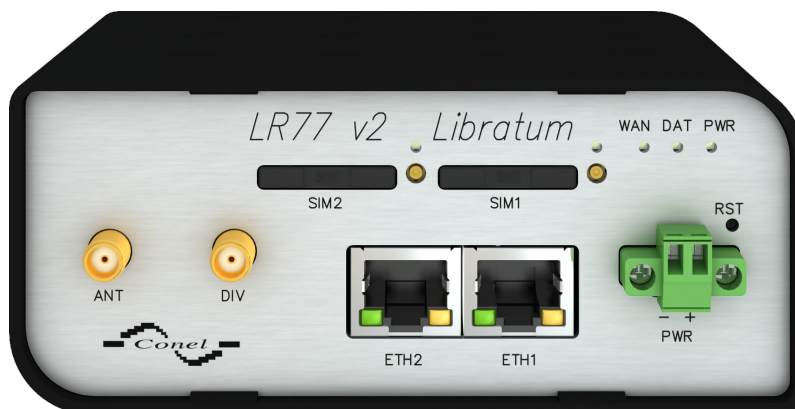 LR77 v2 Libratum
WAN DAT PWR
SIM2 SIM1
RST
ANT DIV
- +
PWR
Conel
ETH2 ETH1